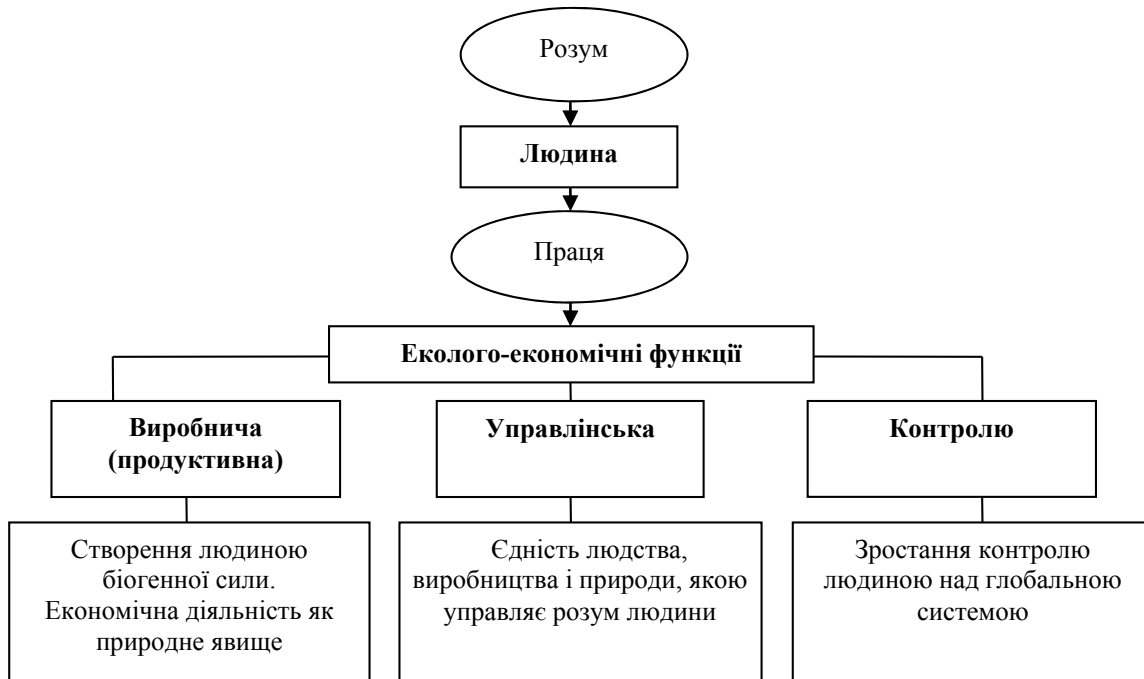 Розум
Людина
Праця
Еколого-економічні функції
Виробнича
(продуктивна)
Управлінська
Контролю
Створення людиною
біогенної сили.
Економічна діяльність як
природне явище
Єдність людства,
виробництва і природи, якою
управляє розум людини
Зростання контролю
людиною над глобальною
системою